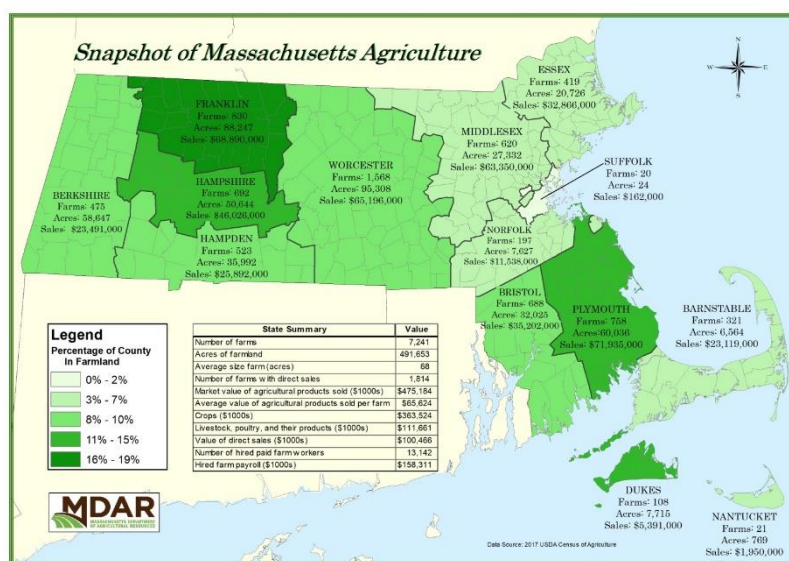 Snapshot of Massachusetts Agriculture
N
W E
S
ESSEX
Farms: 419
Acres: 20,726
Sales: $32,866,000
FRANKLIN
Farms: 830
Acres: 88,247
Sales: $68,890,000
MIDDLESEX
Farms: 620
Acres: 27,332
Sales: $63,350,000
SUFFOLK
Farms: 20
Acres: 24
Sales: $162,000
WORCESTER
Farms: 1,568
Acres: 95,308
Sales: $65,196,000
HAMPSHIRE
Farms: 692
Acres: 50,644
Sales: $46,026,000
BERKSHIRE
Farms: 475
Acres: 58,647
Sales: $23,491,000
HAMPDEN
Farms: 523
Acres: 35,992
Sales: $25,892,000
NORFOLK
Farms: 197
Acres: 7,627
Sales: $11,538,000
BRISTOL
Farms: 688
Acres: 32,025
Sales: $35,202,000
PLYMOUTH
Farms: 758
Acres:60,036
Sales: $71,935,000
BARNSTABLE
Farms: 321
Acres: 6,564
Sales: $23,119,000
DUKES
Farms: 108
Acres: 7,715
Sales: $5,391,000
NANTUCKET
Farms: 21
Acres: 769
Sales: $1,950,000
Legend
Percentage of County
In Farmland
0% - 2%
3% - 7%
8% - 10%
11% - 15%
16% - 19%
State Summary Value
Number of farms 7,241
Acres of farmland 491,653
Average size farm (acres) 68
Number of farms with direct sales 1,814
Market value of agricultural products sold ($1000s) $475,184
Average value of agricultural products sold per farm $65,624
Crops ($1000s) $363,524
Livestock, poultry, and their products ($1000s) $111,661
Value of direct sales ($1000s) $100,466
Number of hired paid farm workers 13,142
Hired farm payroll ($1000s) $158,311
MDAR
MASSACHUSETTS DEPARTMENT
OF AGRICULTURAL RESOURCES
Data Source: 2017 USDA Census of Agriculture